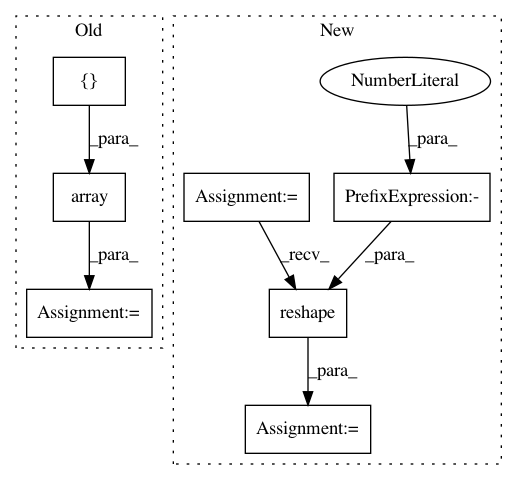 Old
New
{}
NumberLiteral
_para_
_para_
array
Assignment:=
PrefixExpression:-
_para_
_recv_
_para_
Assignment:=
reshape
_para_
Assignment:=